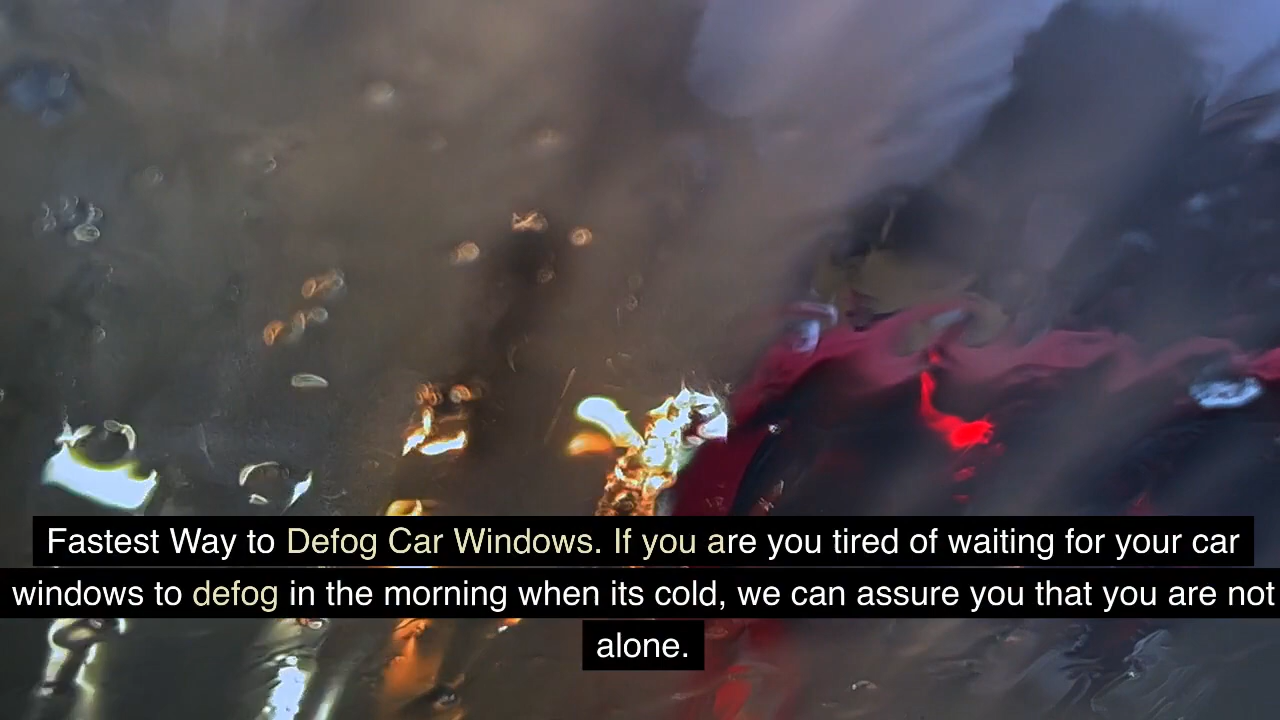 Fastest Way to Defog Car Windows. If you are you tired of waiting for your car
windows to defog in the morning when its cold, we can assure you that you are not
alone.